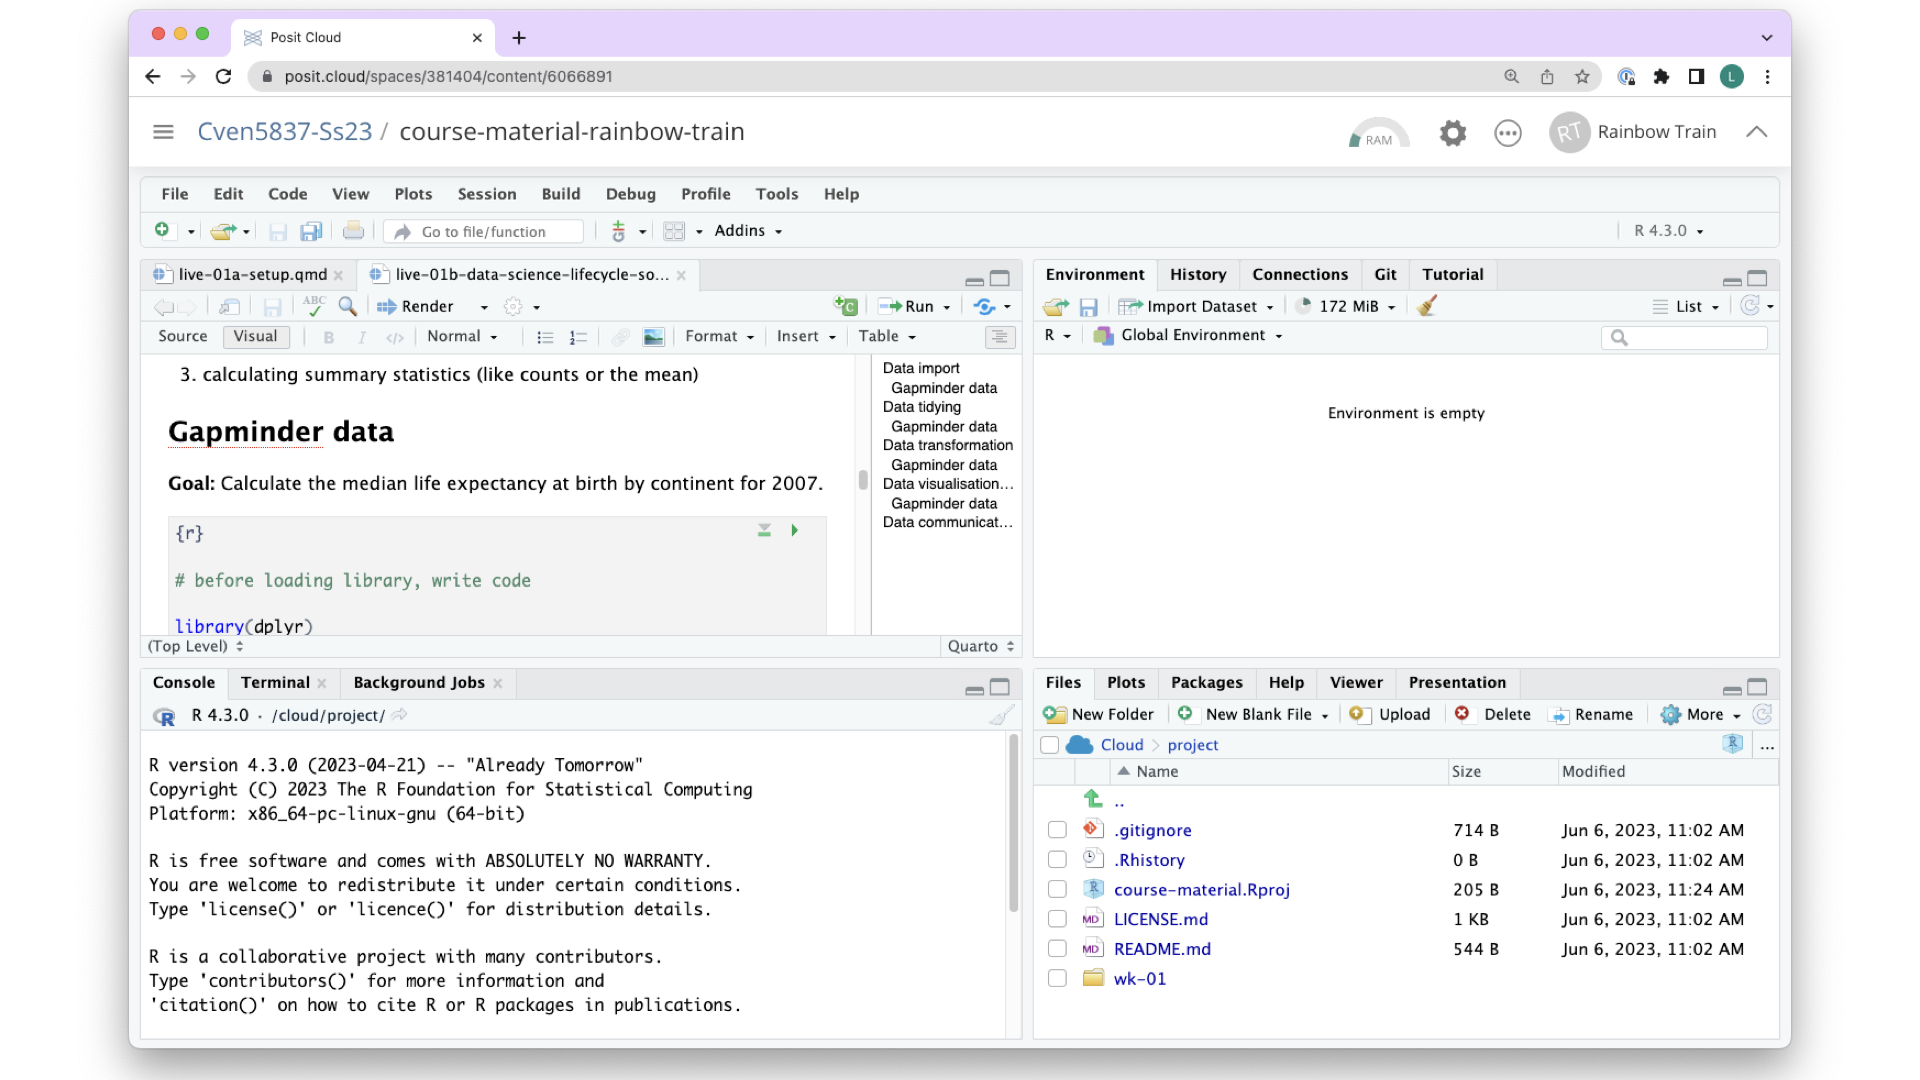 Posit Cloud
posit.cloud/spaces/381404/content/6066891
L
Cven5837-Ss23 / course-material-rainbow-train
RAM
RT Rainbow Train
File Edit Code View Plots Session Build Debug Profile Tools Help
Go to file/function
Addins
R 4.3.0
live-01a-setup.qmd
live-01b-data-science-lifecycle-so...
ABC
Render
Run
Source Visual B I </> Normal Format Insert Table
3. calculating summary statistics (like counts or the mean)
Gapminder data
Goal: Calculate the median life expectancy at birth by continent for 2007.
{r}
# before loading library, write code
library(dplyr)
(Top Level)
Quarto
Data import
Gapminder data
Data tidying
Gapminder data
Data transformation
Gapminder data
Data visualisation...
Gapminder data
Data communicat...
Environment History Connections Git Tutorial
Import Dataset 172 MiB List
R Global Environment
Environment is empty
Console Terminal Background Jobs
R 4.3.0 · /cloud/project/
R version 4.3.0 (2023-04-21) -- "Already Tomorrow"
Copyright (C) 2023 The R Foundation for Statistical Computing
Platform: x86_64-pc-linux-gnu (64-bit)
R is free software and comes with ABSOLUTELY NO WARRANTY.
You are welcome to redistribute it under certain conditions.
Type 'license()' or 'licence()' for distribution details.
R is a collaborative project with many contributors.
Type 'contributors()' for more information and
'citation()' on how to cite R or R packages in publications.
Files Plots Packages Help Viewer Presentation
New Folder New Blank File Upload Delete Rename More
Cloud > project
...
Name Size Modified
..
.gitignore 714 B Jun 6, 2023, 11:02 AM
.Rhistory 0 B Jun 6, 2023, 11:02 AM
course-material.Rproj 205 B Jun 6, 2023, 11:24 AM
MD LICENSE.md 1 KB Jun 6, 2023, 11:02 AM
MD README.md 544 B Jun 6, 2023, 11:02 AM
wk-01